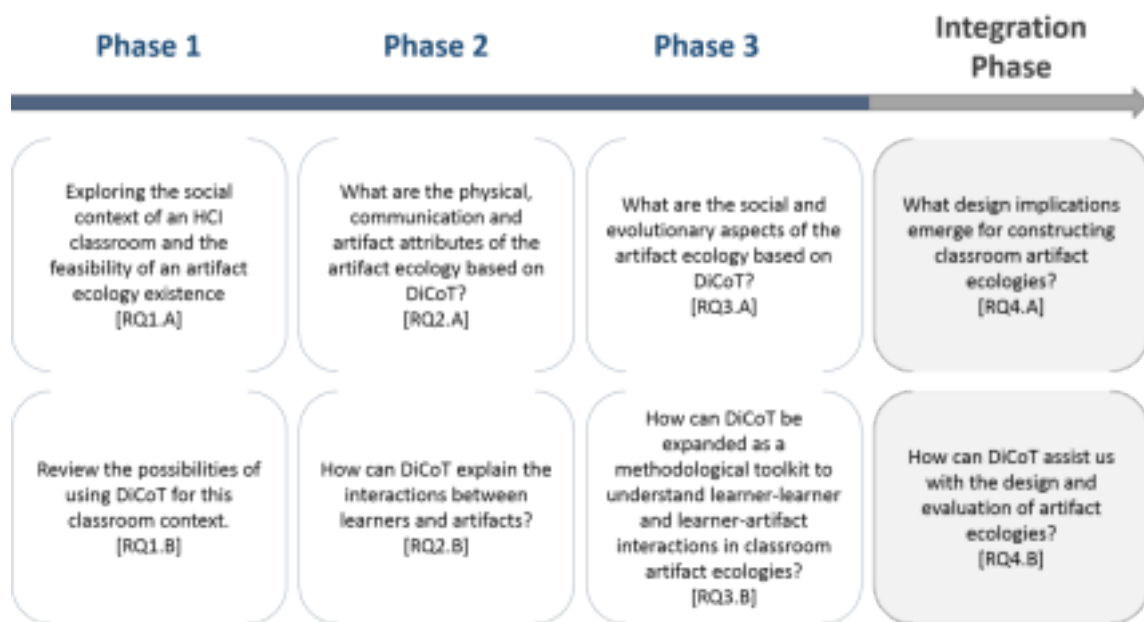 Phase 1
Phase 2
Phase 3
Integration
Phase
Exploring the social
context of an HCI
classroom and the
feasibility of an artifact
ecology existence
[RQ1.A]
What are the physical,
communication and
artifact attributes of the
artifact ecology based on
DiCoT?
[RQ2.A]
What are the social and
evolutionary aspects of the
artifact ecology based on
DiCoT?
[RQ3.A]
What design implications
emerge for constructing
classroom artifact
ecologies?
[RQ4.A]
Review the possibilities of
using DiCoT for this
classroom context.
[RQ1.B]
How can DiCoT explain the
interactions between
learners and artifacts?
[RQ2.B]
How can DiCoT be
expanded as a
methodological toolkit to
understand learner-learner
and learner-artifact
interactions in classroom
artifact ecologies?
[RQ3.B]
How can DiCoT assist us
with the design and
evaluation of artifact
ecologies?
[RQ4.B]